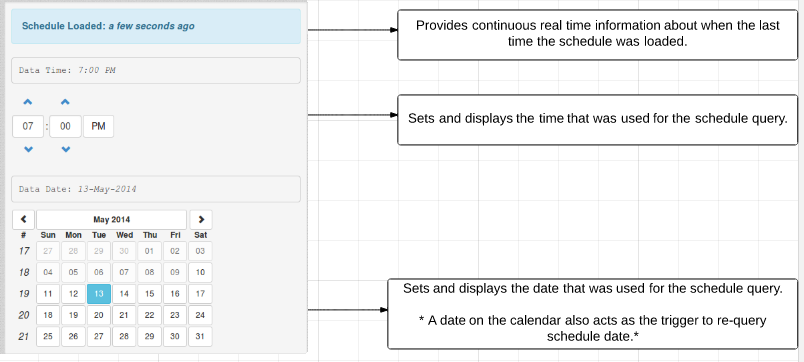 Schedule Loaded: a few seconds ago
Provides continuous real time information about when the last
time the schedule was loaded.
Data Time: 7:00 PM
07 : 00 PM
Sets and displays the time that was used for the schedule query.
Data Date: 13-May-2014
May 2014
# Sun Mon Tue Wed Thu Fri Sat
17 27 28 29 30 01 02 03
18 04 05 06 07 08 09 10
19 11 12 13 14 15 16 17
20 18 19 20 21 22 23 24
21 25 26 27 28 29 30 31
Sets and displays the date that was used for the schedule query.
* A date on the calendar also acts as the trigger to re-query
schedule date.*